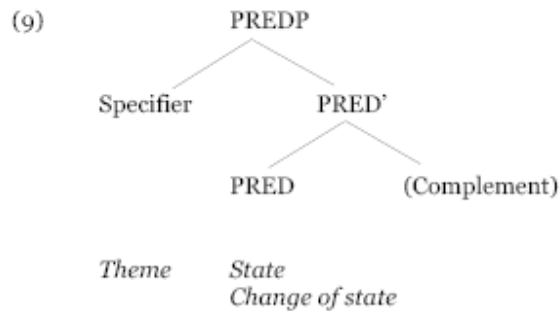 (9) PREDP
Specifier PRED’
PRED (Complement)
Theme State
Change of state